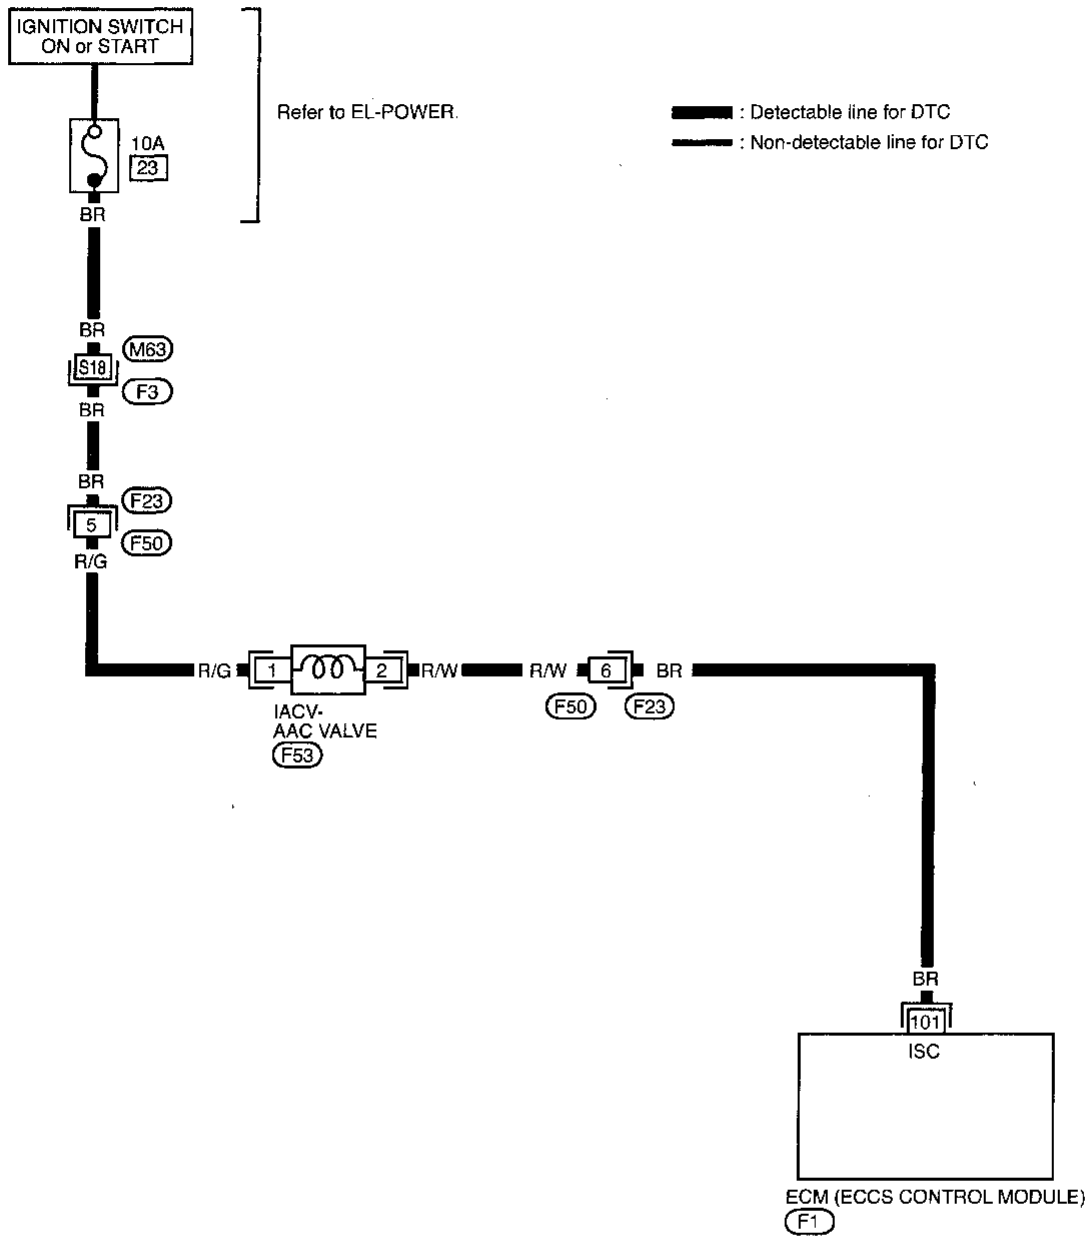 IGNITION SWITCH
ON or START
Refer to EL-POWER.
: Detectable line for DTC
: Non-detectable line for DTC
10A
23
BR
BR
M63
S18
F3
BR
BR
F23
5
F50
R/G
R/G
1
2
R/W
R/W
6
BR
IACV-
AAC VALVE
F53
F50
F23
BR
101
ISC
ECM (ECCS CONTROL MODULE)
F1